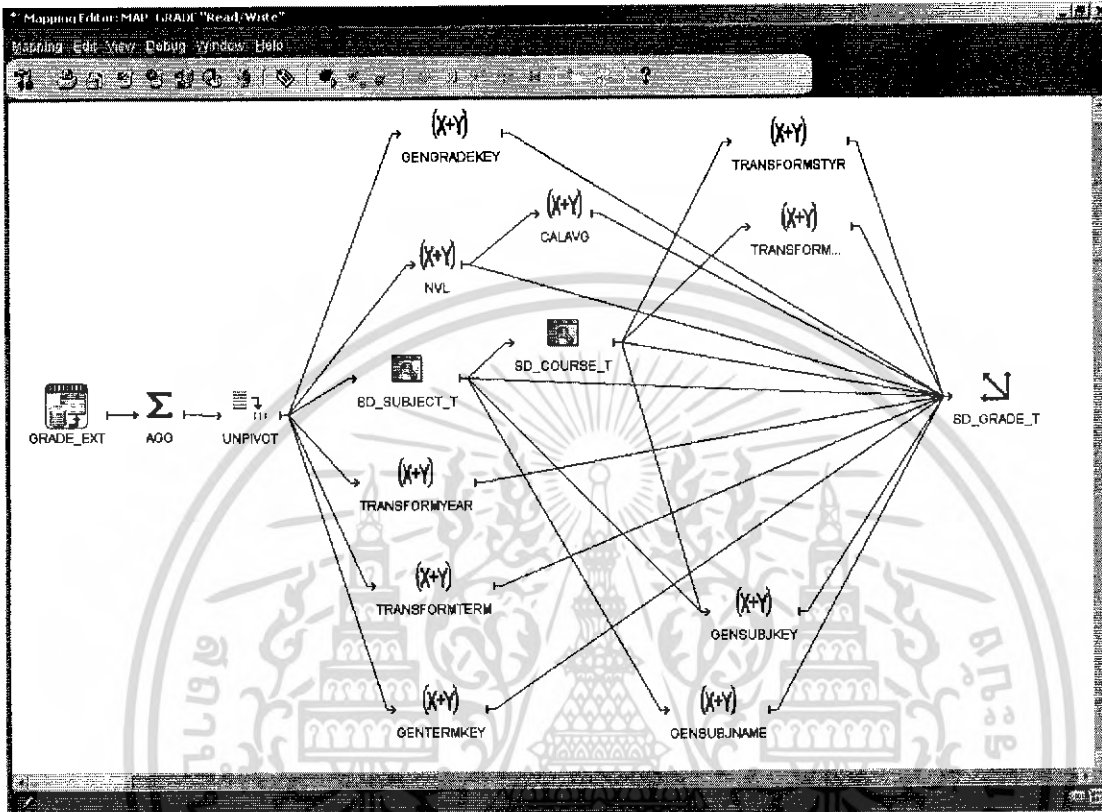 Mapping Editor: MAP_GRADE "Read/Write"
Mapping Edit View Debug Window Help
?
(X+Y)
GENGRADEKEY
(X+Y)
TRANSFORMSTYR
(X+Y)
CALAVG
(X+Y)
TRANSFORM...
(X+Y)
NVL
SD_COURSE_T
SD_SUBJECT_T
GRADE_EXT
Σ
AGG
UNPIVOT
SD_GRADE_T
(X+Y)
TRANSFORMYEAR
(X+Y)
TRANSFORMTERM
(X+Y)
GENSUBJKEY
(X+Y)
GENTERMKEY
(X+Y)
GENSUBJNAME